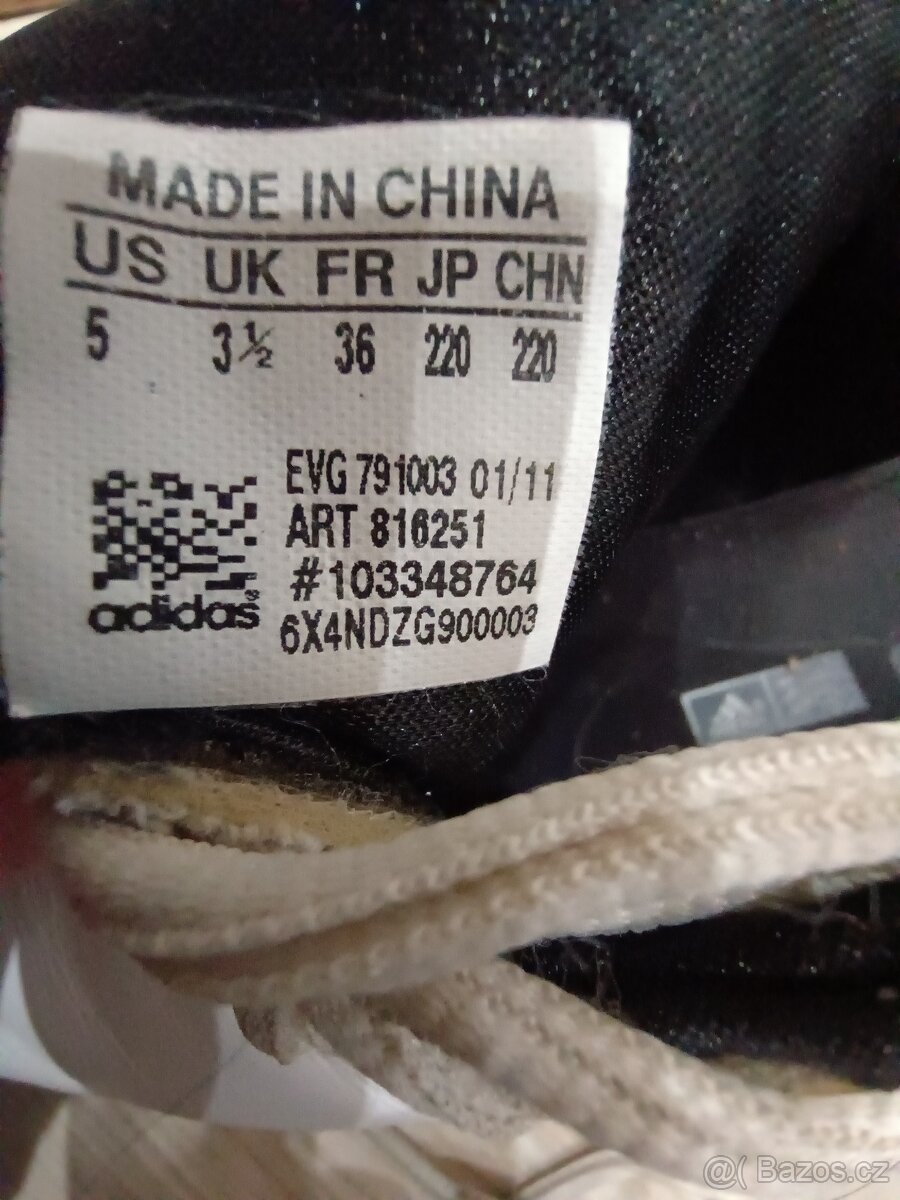 MADE IN CHINA
US UK FR JP CHN
5 3½ 36 220 220
EVG 791003 01/11
ART 816251
#103348764
6X4NDZG900003
adidas®
@( Bazos.cz